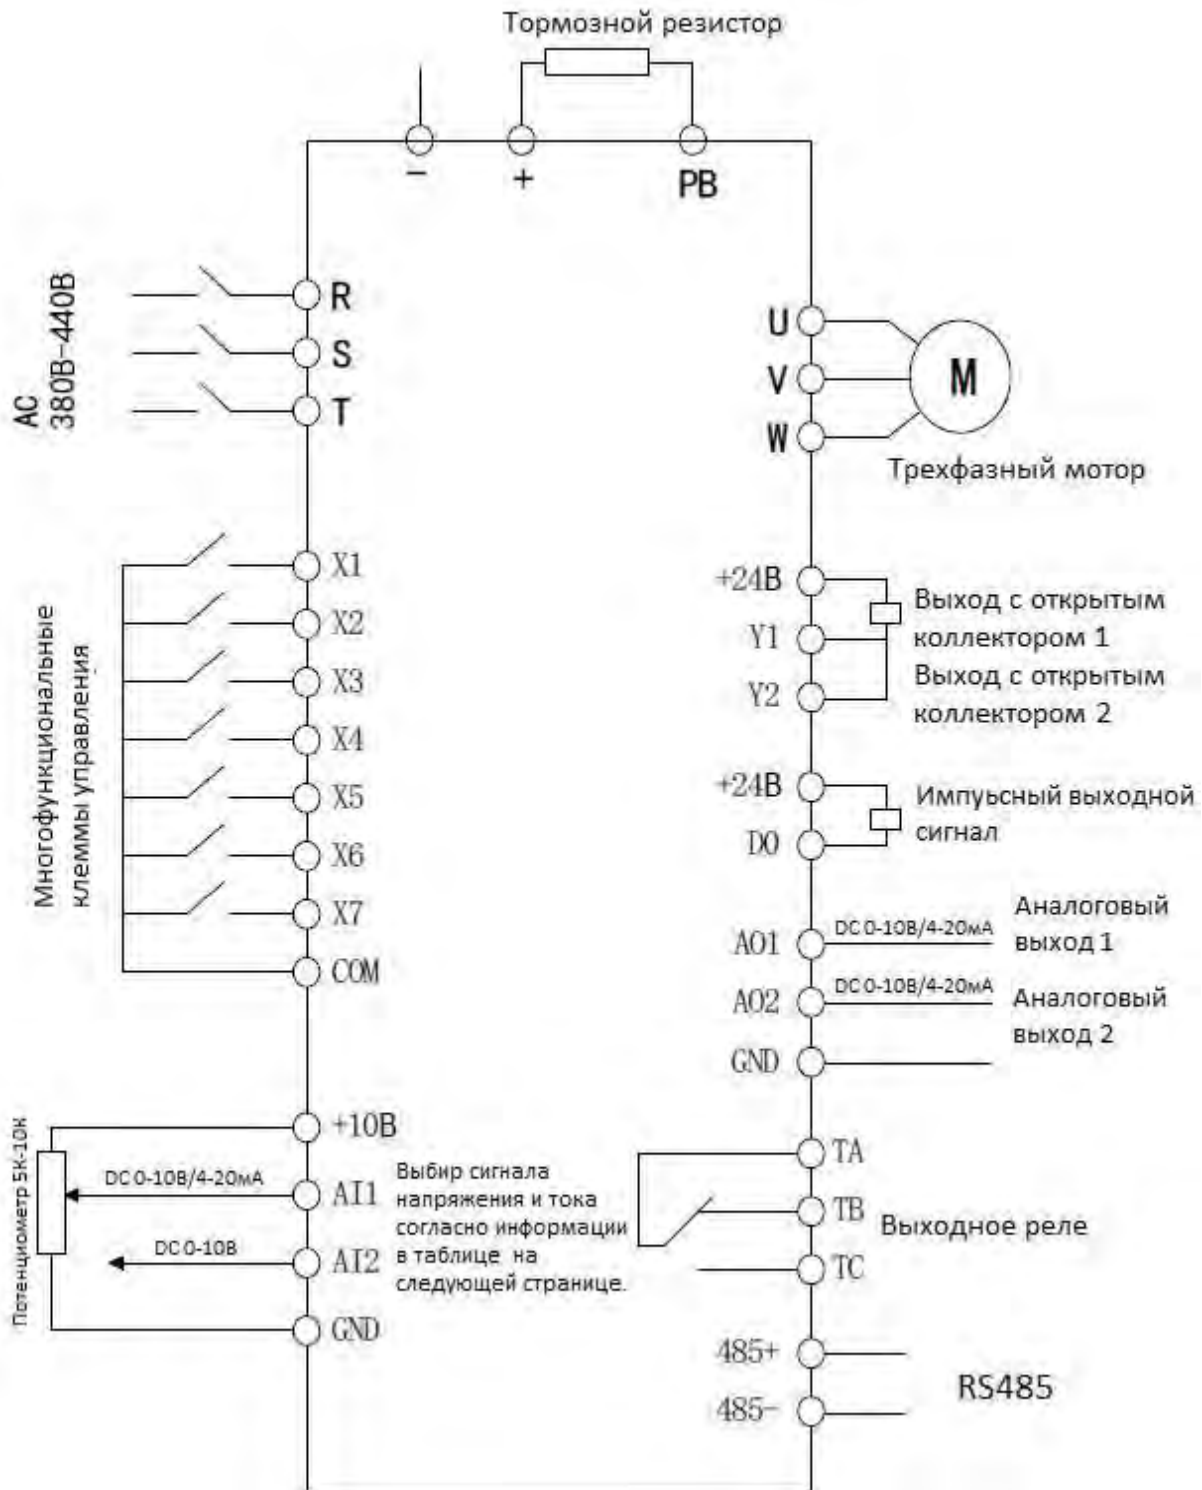 Тормозной резистор
-
+
PB
AC
380В-440В
R
S
T
U
V
W
M
Трехфазный мотор
Многофункциональные
клеммы управления
X1
X2
X3
X4
X5
X6
X7
COM
+24В
Y1
Y2
Выход с открытым
коллектором 1
Выход с открытым
коллектором 2
+24В
DO
Импуьсный выходной
сигнал
AO1
DC 0-10В/4-20мА
Аналоговый
выход 1
AO2
DC 0-10В/4-20мА
Аналоговый
выход 2
GND
Потенциометр 5К-10К
+10В
DC 0-10В/4-20мА
AI1
DC 0-10В
AI2
GND
Выбир сигнала
напряжения и тока
согласно информации
в таблице на
следующей странице.
TA
TB
TC
Выходное реле
485+
485-
RS485